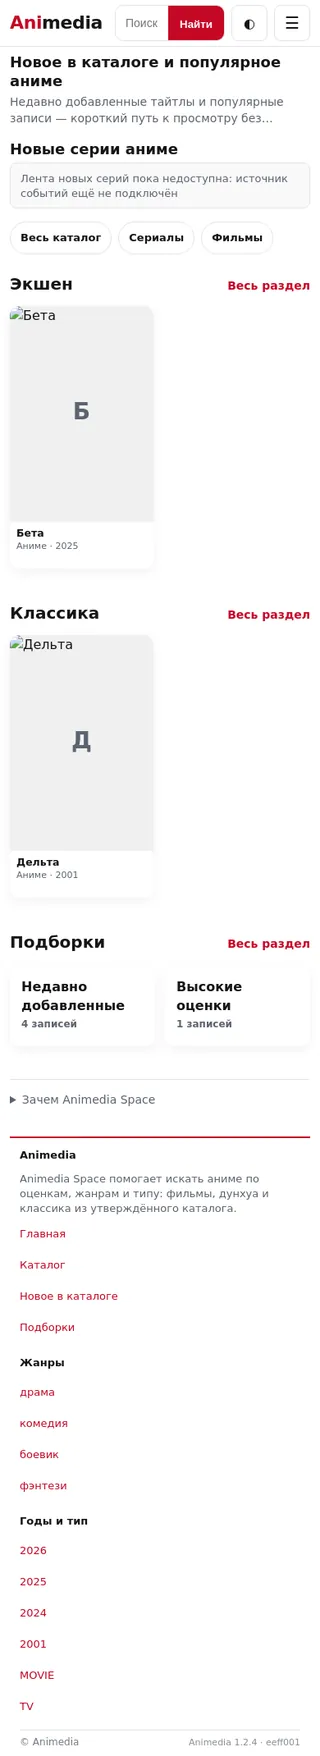 Animedia
Поиск
Найти
Новое в каталоге и популярное
аниме
Недавно добавленные тайтлы и популярные
записи — короткий путь к просмотру без…
Новые серии аниме
Лента новых серий пока недоступна: источник
событий ещё не подключён
Весь каталог
Сериалы
Фильмы
Экшен
Весь раздел
Бета
Б
Бета
Аниме · 2025
Классика
Весь раздел
Дельта
Д
Дельта
Аниме · 2001
Подборки
Весь раздел
Недавно
добавленные
4 записей
Высокие
оценки
1 записей
Зачем Animedia Space
Animedia
Animedia Space помогает искать аниме по
оценкам, жанрам и типу: фильмы, дунхуа и
классика из утверждённого каталога.
Главная
Каталог
Новое в каталоге
Подборки
Жанры
драма
комедия
боевик
фэнтези
Годы и тип
2026
2025
2024
2001
MOVIE
TV
© Animedia
Animedia 1.2.4 · eeff001